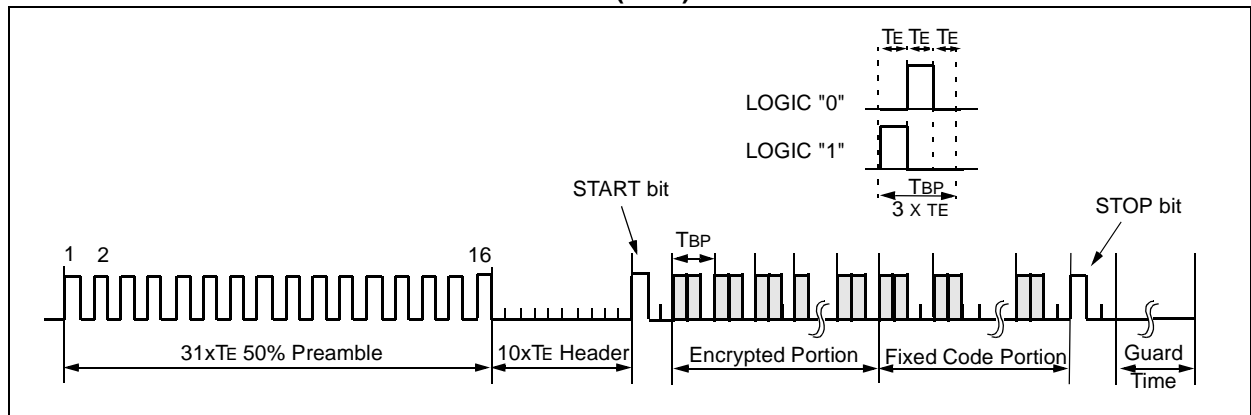 TE TE TE
LOGIC "0"
LOGIC "1"
TBP
3 X TE
START bit
STOP bit
1 2 16
TBP
31xTE 50% Preamble
10xTE Header
Encrypted Portion
Fixed Code Portion
Guard
Time